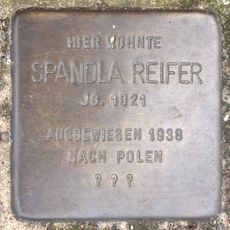 HIER WOHNTE
SPANDLA REIFER
JG. 1921
AUSGEWIESEN 1938
NACH POLEN
? ? ?